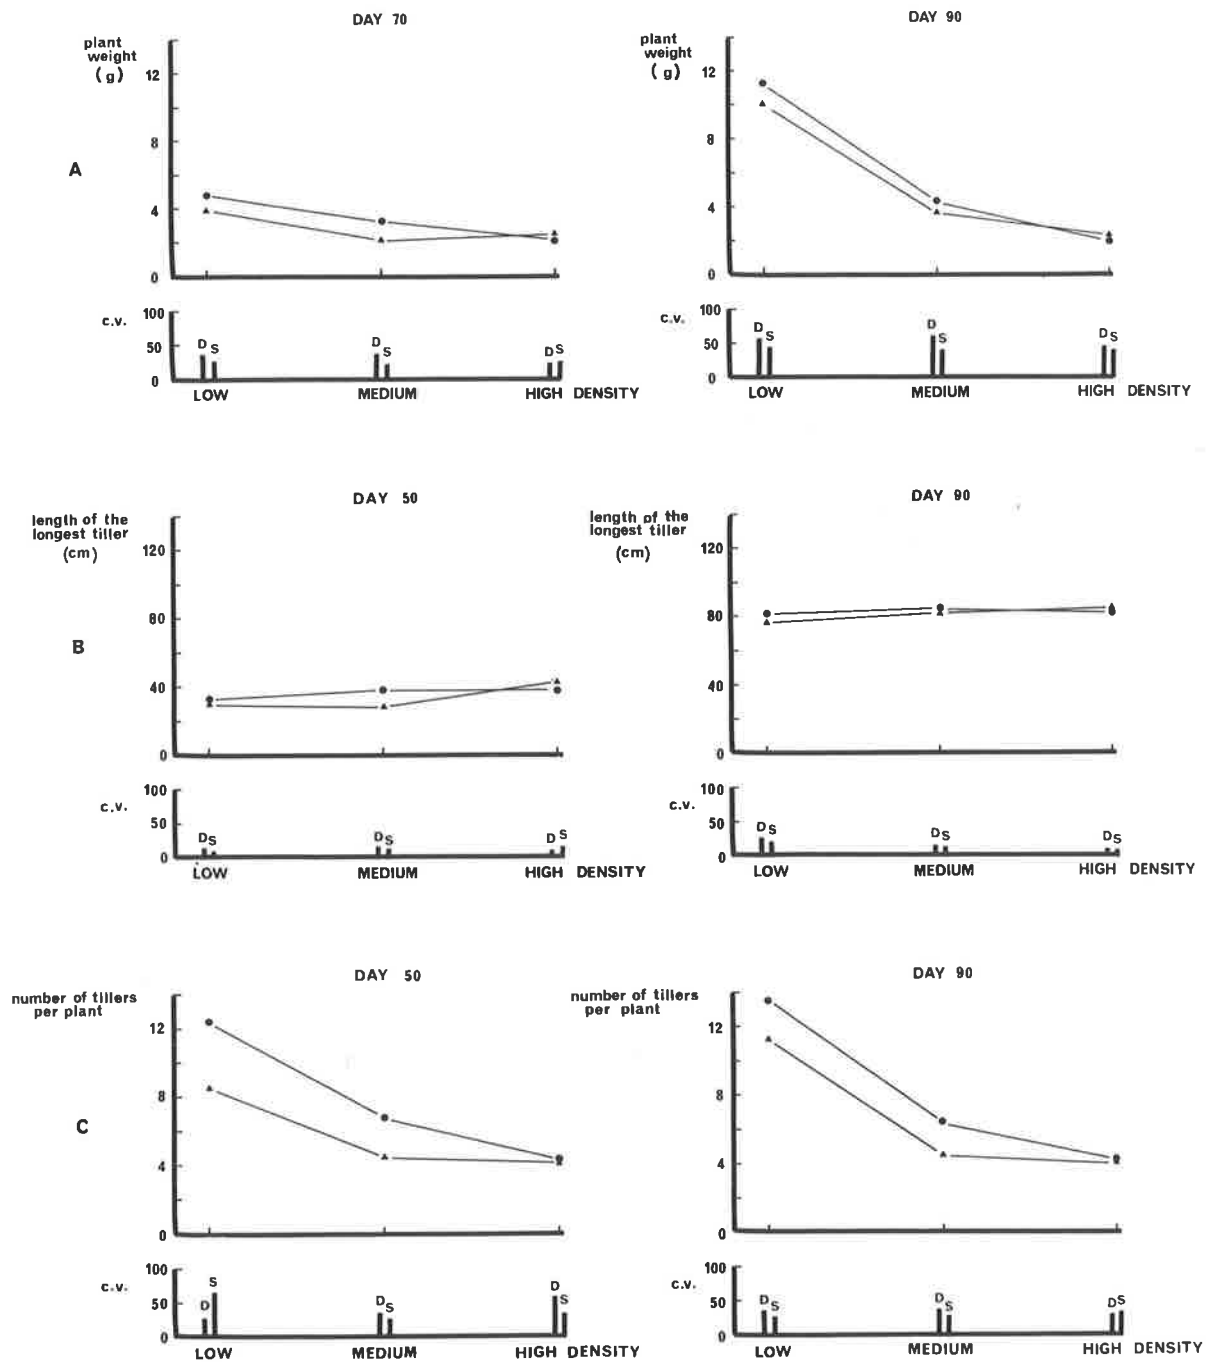 DAY 70
plant
weight
(g)
12
8
A
4
0
100
c.v.
50
D S
D S
D S
0
LOW MEDIUM HIGH DENSITY
DAY 90
plant
weight
(g)
12
8
4
0
100
c.v.
50
D S
D S
D S
0
LOW MEDIUM HIGH DENSITY
DAY 50
length of the
longest tiller
(cm)
120
80
B
40
0
100
c.v.
50
D S
D S
D S
0
LOW MEDIUM HIGH DENSITY
DAY 90
length of the
longest tiller
(cm)
120
80
40
0
100
c.v.
50
D S
D S
D S
0
LOW MEDIUM HIGH DENSITY
DAY 50
number of tillers
per plant
12
8
C
4
0
100
c.v.
50
D S
D S
D S
0
LOW MEDIUM HIGH DENSITY
DAY 90
number of tillers
per plant
12
8
4
0
100
c.v.
50
D S
D S
D S
0
LOW MEDIUM HIGH DENSITY